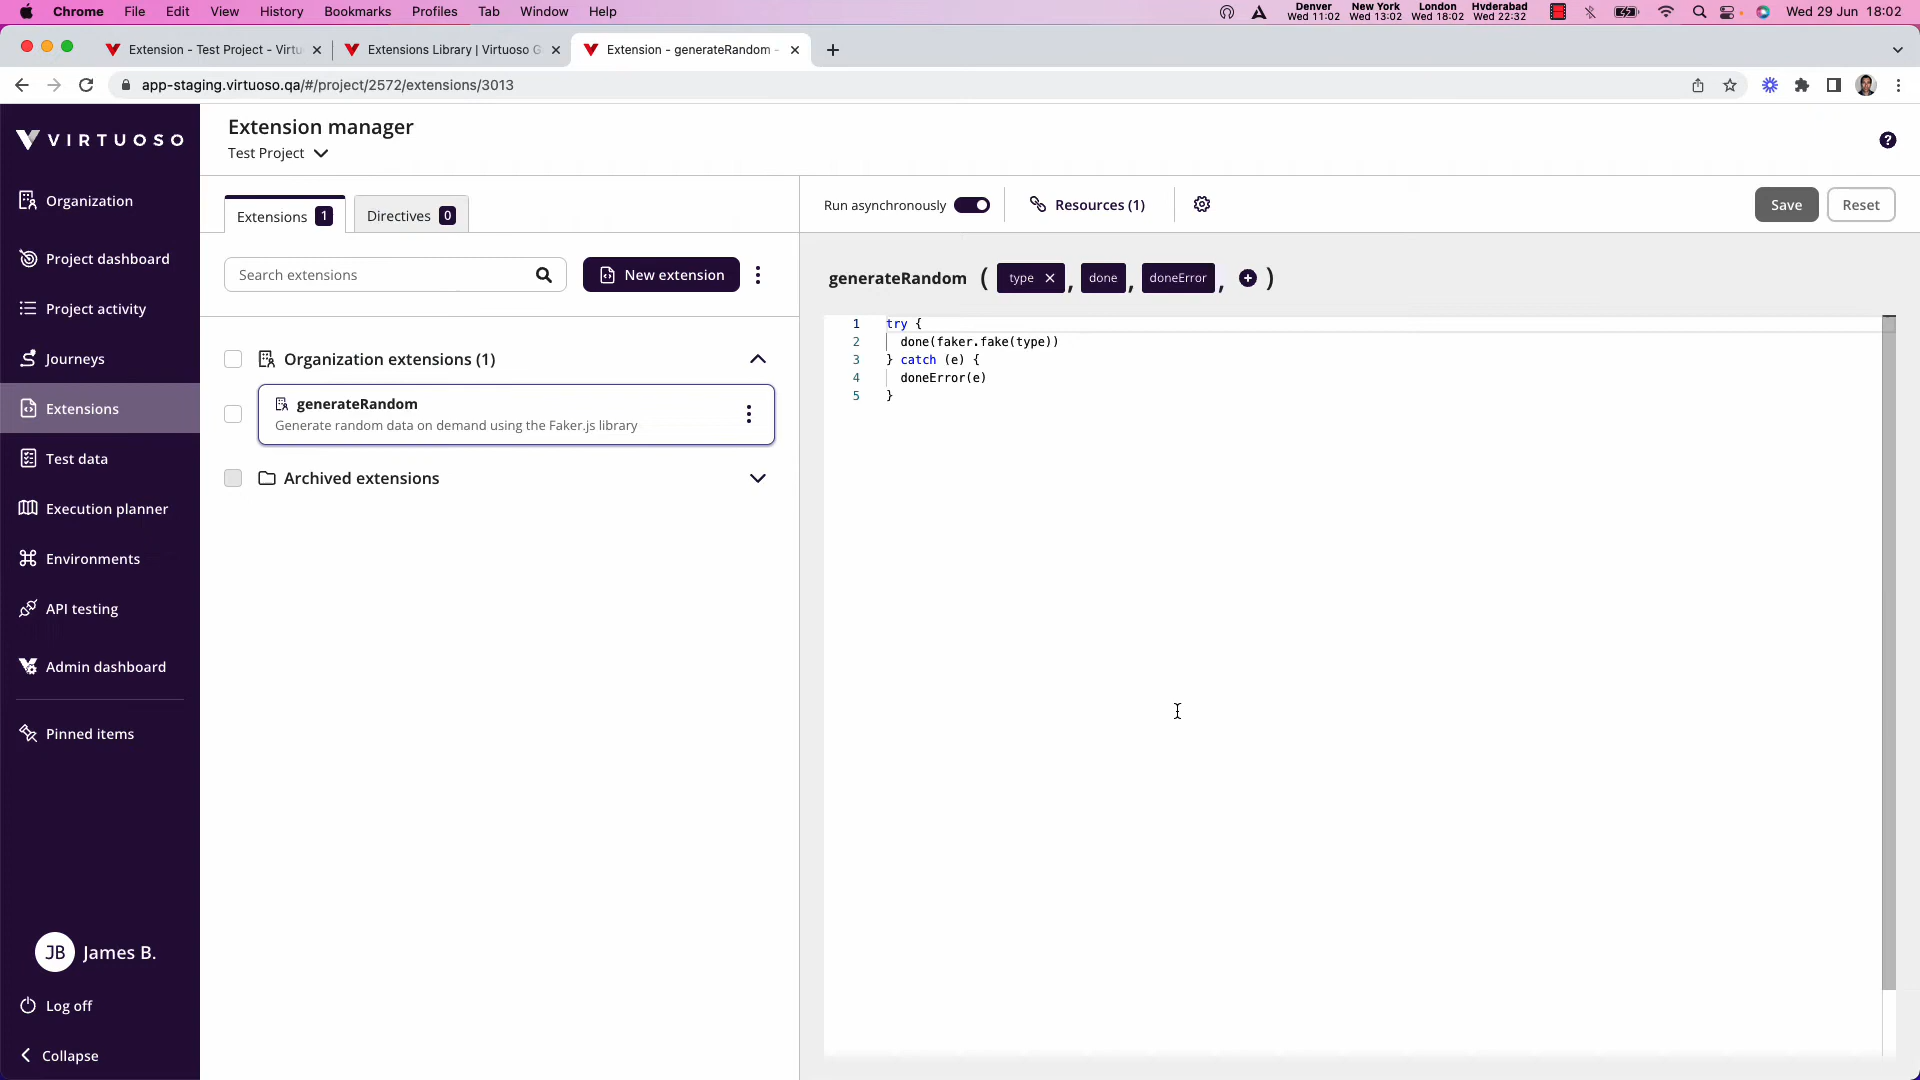 Chrome File Edit View History Bookmarks Profiles Tab Window Help
Denver New York London Hyderabad
Wed 11:02 Wed 13:02 Wed 18:02 Wed 22:32
Wed 29 Jun 18:02
Extension - Test Project - Virtu
Extensions Library | Virtuoso G
Extension - generateRandom -
app-staging.virtuoso.qa/#/project/2572/extensions/3013
VIRTUOSO
Organization
Project dashboard
Project activity
Journeys
Extensions
Test data
Execution planner
Environments
API testing
Admin dashboard
Pinned items
JB James B.
Log off
Collapse
Extension manager
Test Project
?
Extensions 1
Directives 0
Search extensions
New extension
Organization extensions (1)
generateRandom
Generate random data on demand using the Faker.js library
Archived extensions
Run asynchronously
Resources (1)
Save
Reset
generateRandom ( type , done , doneError , )
1 try {
2 done(faker.fake(type))
3 } catch (e) {
4 doneError(e)
5 }